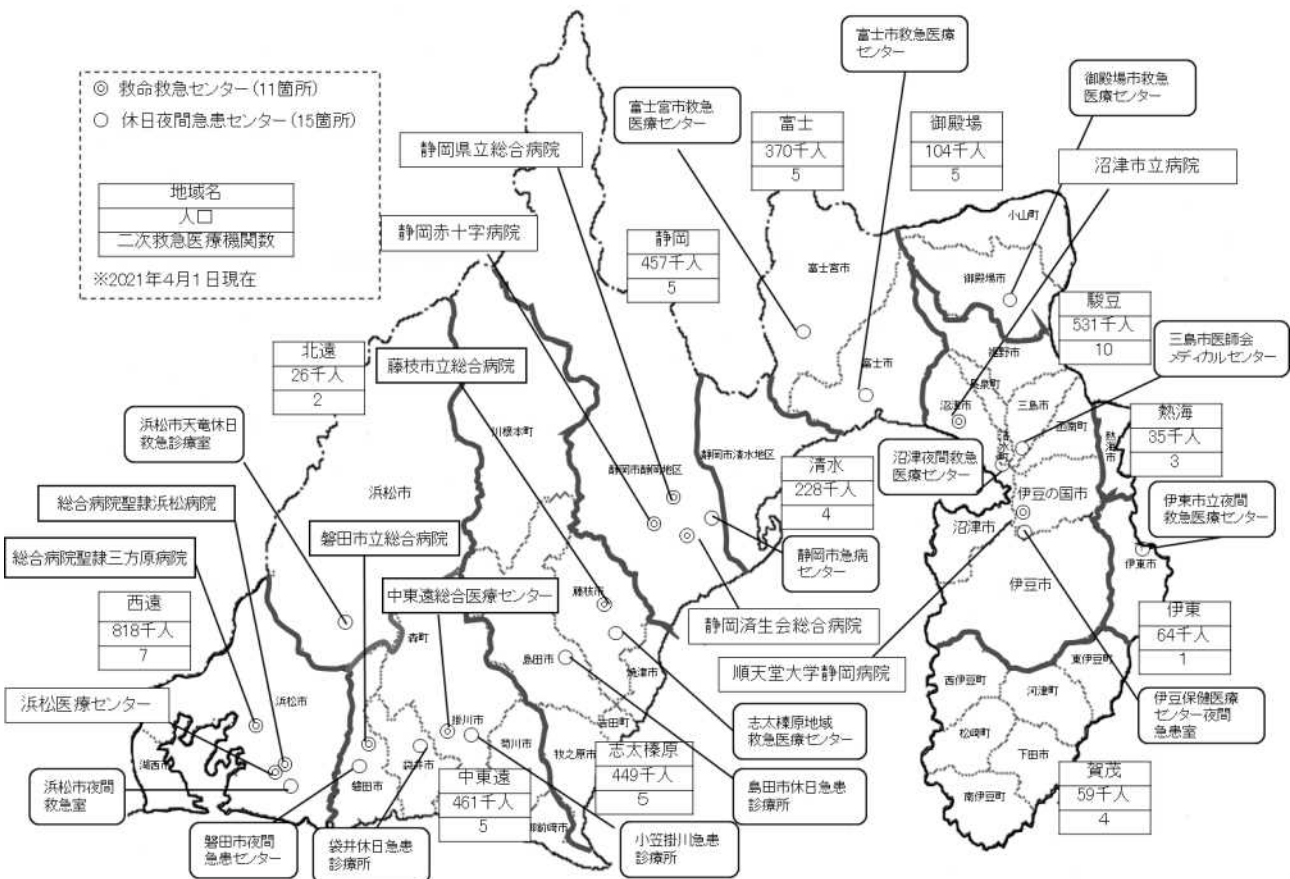 ◎ 救命救急センター(11箇所)
○ 休日夜間急患センター(15箇所)
地域名
人口
二次救急医療機関数
※2021年4月1日現在
富士市救急医療
センター
御殿場市救急
医療センター
富士宮市救急
医療センター
静岡県立総合病院
富士
370千人
5
御殿場
104千人
5
沼津市立病院
小山町
静岡赤十字病院
静岡
457千人
5
富士宮市
御殿場市
駿豆
531千人
10
三島市医師会
メディカルセンター
北遠
26千人
2
藤枝市立総合病院
裾野市
富士市
長泉町
沼津市
三島市
函南町
清水町
熱海市
熱海
35千人
3
浜松市天竜休日
救急診療室
川根本町
静岡市静岡地区
静岡市清水地区
清水
228千人
4
沼津夜間救急
医療センター
伊豆の国市
伊東市立夜間
救急医療センター
浜松市
総合病院聖隷浜松病院
磐田市立総合病院
静岡市急病
センター
沼津市
伊東市
総合病院聖隷三方原病院
中東遠総合医療センター
藤枝市
伊豆市
西遠
818千人
7
森町
静岡済生会総合病院
伊東
64千人
1
島田市
焼津市
順天堂大学静岡病院
東伊豆町
西伊豆町
河津町
浜松医療センター
浜松市
掛川市
菊川市
吉田町
志太榛原地域
救急医療センター
伊豆保健医療
センター夜間
急患室
松崎町
下田市
湖西市
袋井市
磐田市
牧之原市
志太榛原
449千人
5
賀茂
59千人
4
浜松市夜間
救急室
中東遠
461千人
5
島田市休日急患
診療所
南伊豆町
御前崎市
磐田市夜間
急患センター
袋井休日急患
診療所
小笠掛川急患
診療所